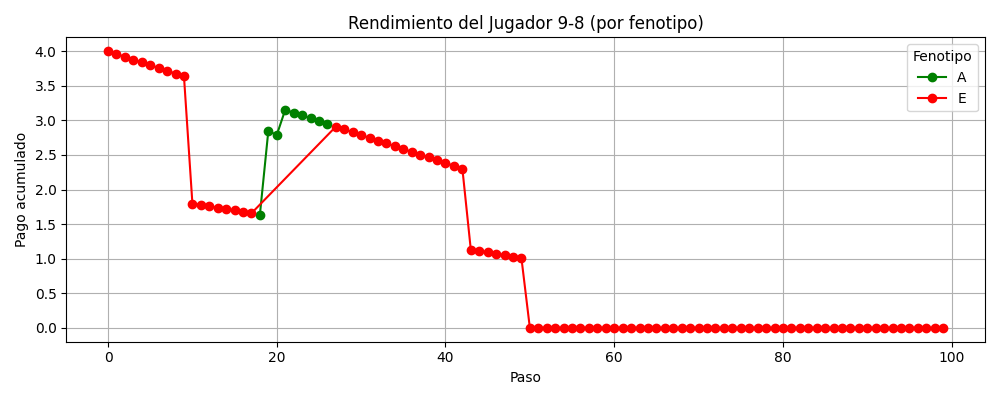 Rendimiento del Jugador 9-8 (por fenotipo)
Fenotipo
A
E
Pago acumulado
4.0
3.5
3.0
2.5
2.0
1.5
1.0
0.5
0.0
0 20 40 60 80 100
Paso